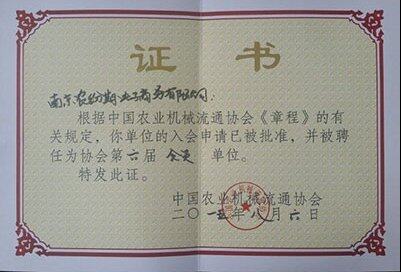 证书
南京农纷期电子商务有限公司:
根据中国农业机械流通协会《章程》的有
关规定，你单位的入会申请已被批准，并被聘
任为协会第六届 会员 单位。
特发此证。
中国农业机械流通协会
二〇一五年八月六日